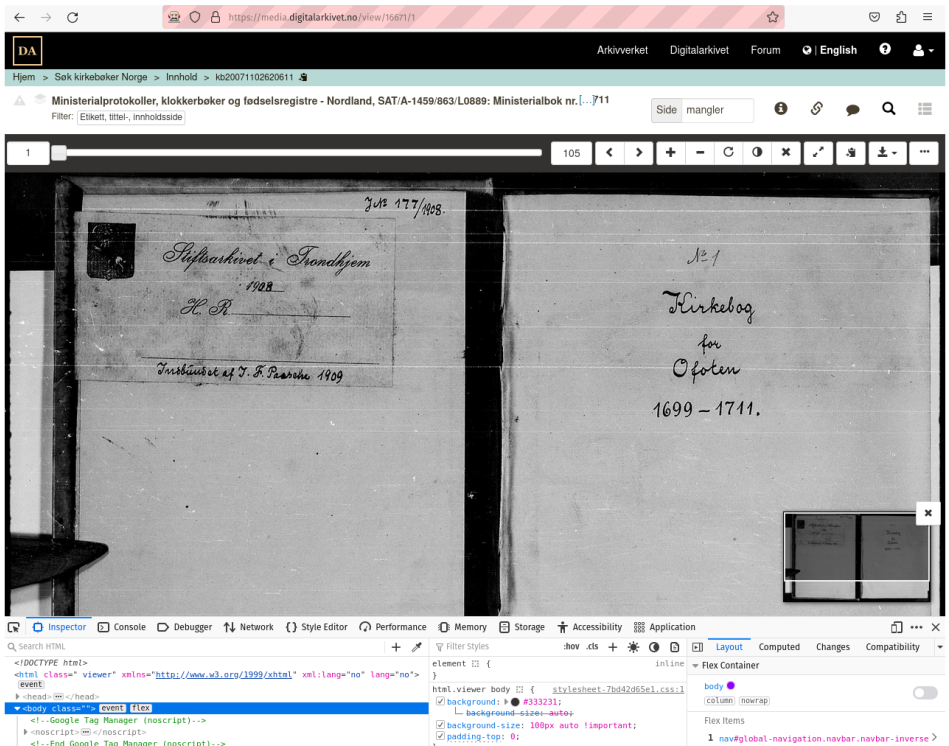 https://media.digitalarkivet.no/view/16671/1
DA
Arkivverket Digitalarkivet Forum | English
Hjem > Søk kirkebøker Norge > Innhold > kb20071102620611
Ministerialprotokoller, klokkerbøker og fødselsregistre - Nordland, SAT/A-1459/863/L0889: Ministerialbok nr.[...]711
Filter: Etikett, tittel-, innholdsside
Side mangler
1
105
J.№ 177/1908.
Stiftsarkivet i Trondhjem
1908
H. R.
Indbundet af J. F. Paasche 1909
№ 1
Kirkebog
for
Ofoten
1699 – 1711.
Inspector Console Debugger Network Style Editor Performance Memory Storage Accessibility Application
Search HTML
<!DOCTYPE html>
<html class=" viewer" xmlns="http://www.w3.org/1999/xhtml" xml:lang="no" lang="no">
event
<head> </head>
<body class=""> event flex
<!--Google Tag Manager (noscript)-->
<noscript> </noscript>
<!--End Google Tag Manager (noscript)-->
Filter Styles :hov .cls
element { inline
}
html.viewer body { stylesheet-7bd42d65e1.css:1
background: #333231;
background-size: auto;
background-size: 100px auto !important;
padding-top: 0;
Layout Computed Changes Compatibility
Flex Container
body
column nowrap
Flex Items
1 nav#global-navigation.navbar.navbar-inverse